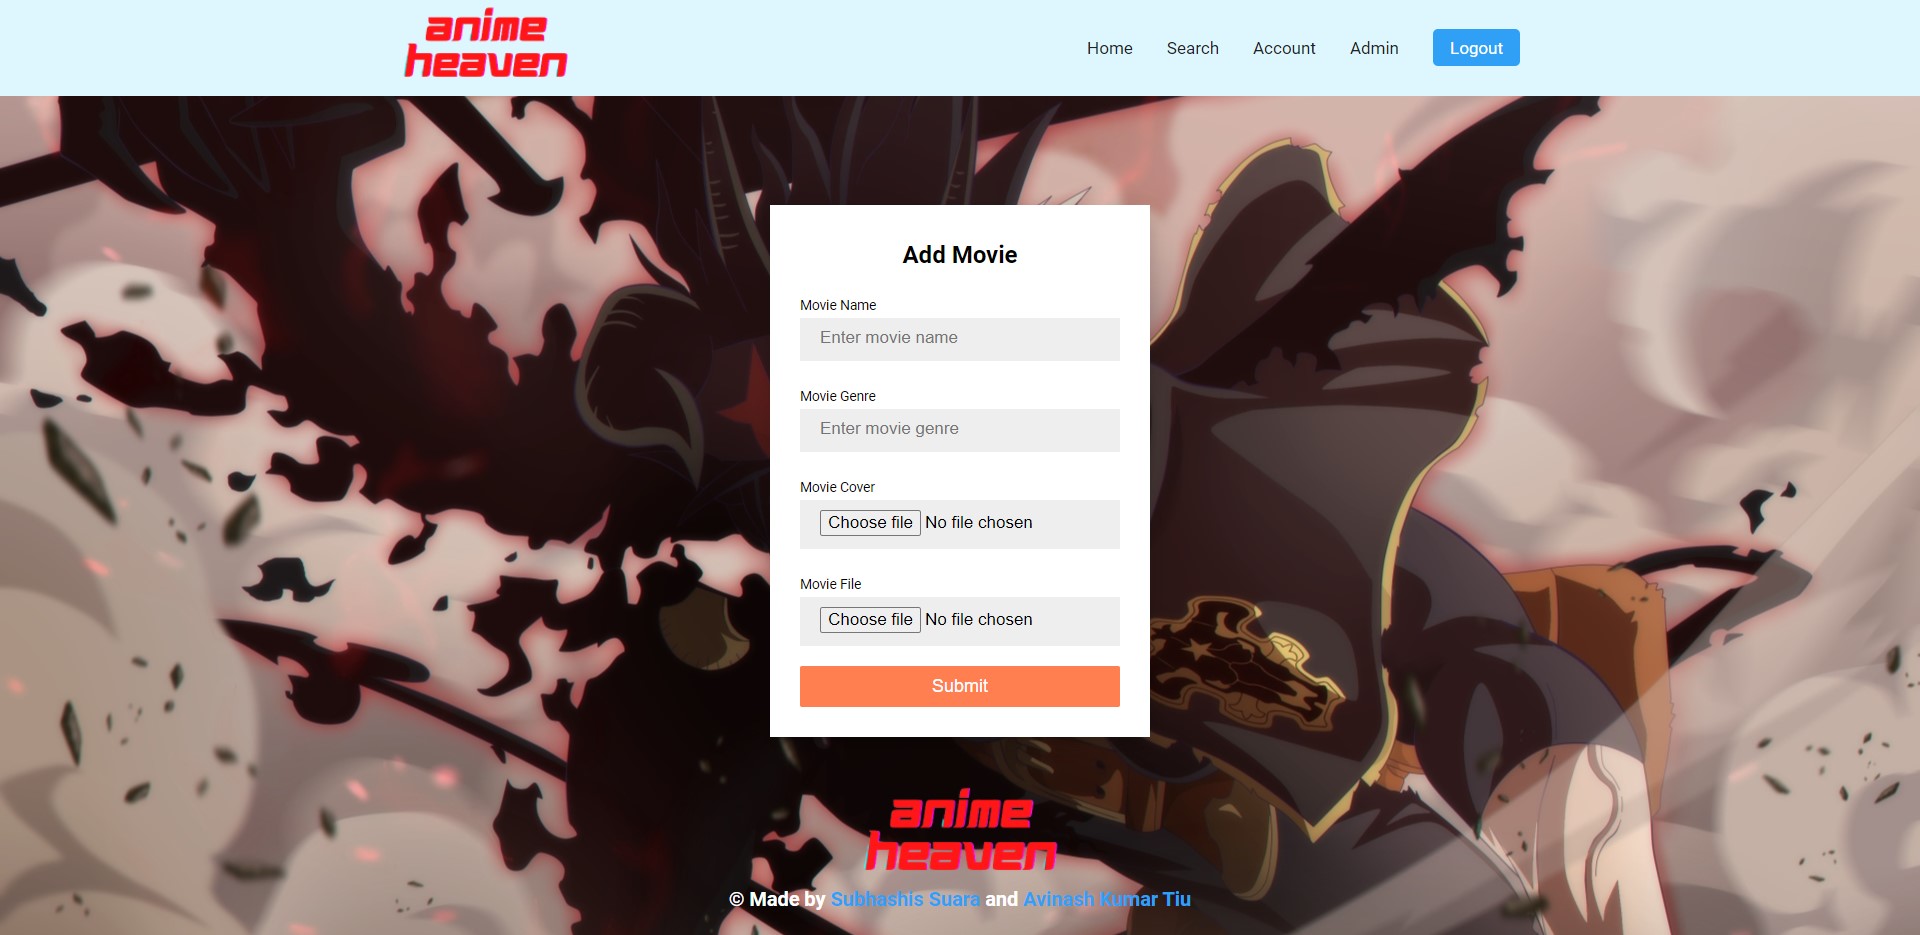 anime
heaven
Home Search Account Admin Logout
Add Movie
Movie Name
Enter movie name
Movie Genre
Enter movie genre
Movie Cover
Choose file No file chosen
Movie File
Choose file No file chosen
Submit
anime
heaven
© Made by Subhashis Suara and Avinash Kumar Tiu